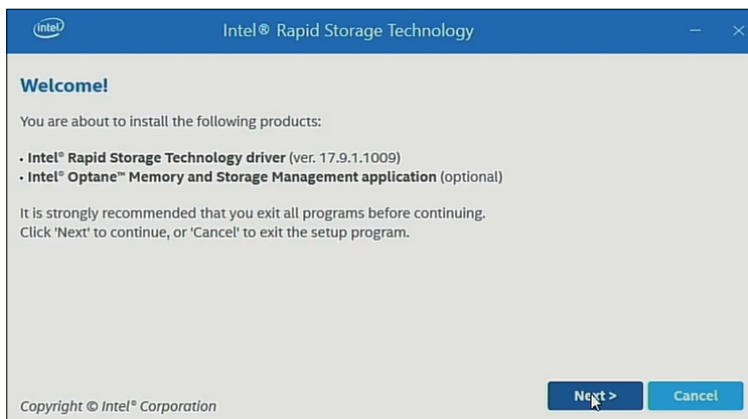 intel
Intel® Rapid Storage Technology
Welcome!
You are about to install the following products:
• Intel® Rapid Storage Technology driver (ver. 17.9.1.1009)
• Intel® Optane™ Memory and Storage Management application (optional)
It is strongly recommended that you exit all programs before continuing.
Click 'Next' to continue, or 'Cancel' to exit the setup program.
Next >
Cancel
Copyright © Intel® Corporation